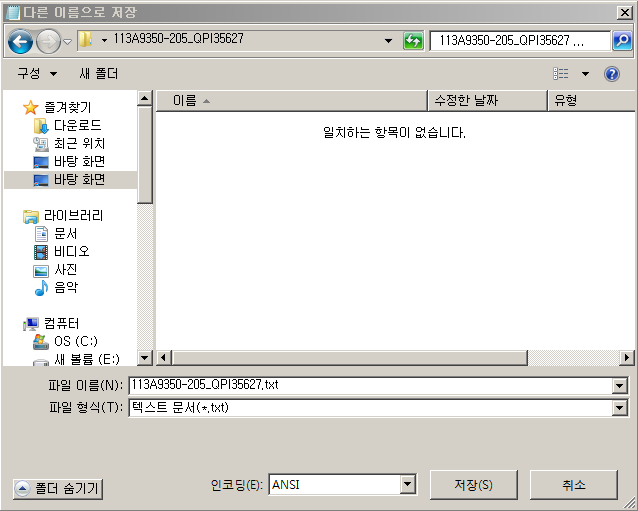 다른 이름으로 저장
113A9350-205_QPI35627
113A9350-205_QPI35627 ...
구성
새 폴더
즐겨찾기
다운로드
최근 위치
바탕 화면
바탕 화면
라이브러리
문서
비디오
사진
음악
컴퓨터
OS (C:)
새 볼륨 (E:)
이름 수정한 날짜 유형
일치하는 항목이 없습니다.
파일 이름(N): 113A9350-205_QPI35627.txt
파일 형식(T): 텍스트 문서(*.txt)
폴더 숨기기
인코딩(E): ANSI
저장(S)
취소